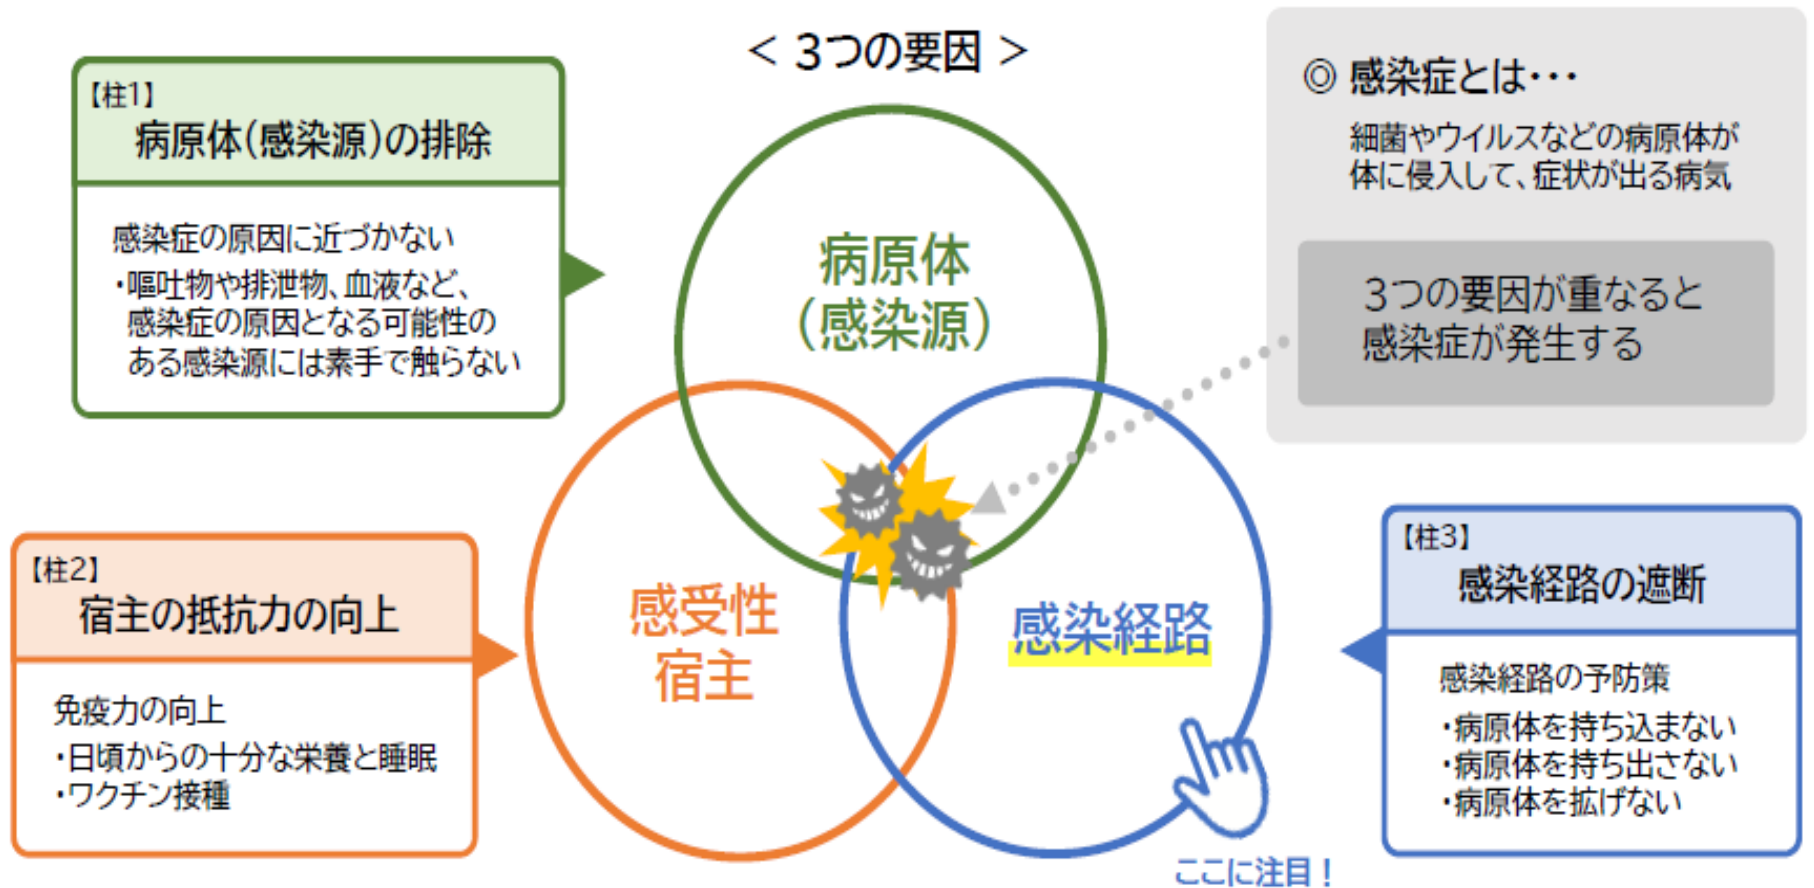 ＜ 3つの要因 ＞
【柱1】
病原体(感染源)の排除
感染症の原因に近づかない
・嘔吐物や排泄物、血液など、
感染症の原因となる可能性の
ある感染源には素手で触らない
病原体
（感染源）
◎ 感染症とは・・・
細菌やウイルスなどの病原体が
体に侵入して、症状が出る病気
3つの要因が重なると
感染症が発生する
【柱2】
宿主の抵抗力の向上
免疫力の向上
・日頃からの十分な栄養と睡眠
・ワクチン接種
感受性
宿主
感染経路
ここに注目！
【柱3】
感染経路の遮断
感染経路の予防策
・病原体を持ち込まない
・病原体を持ち出さない
・病原体を拡げない